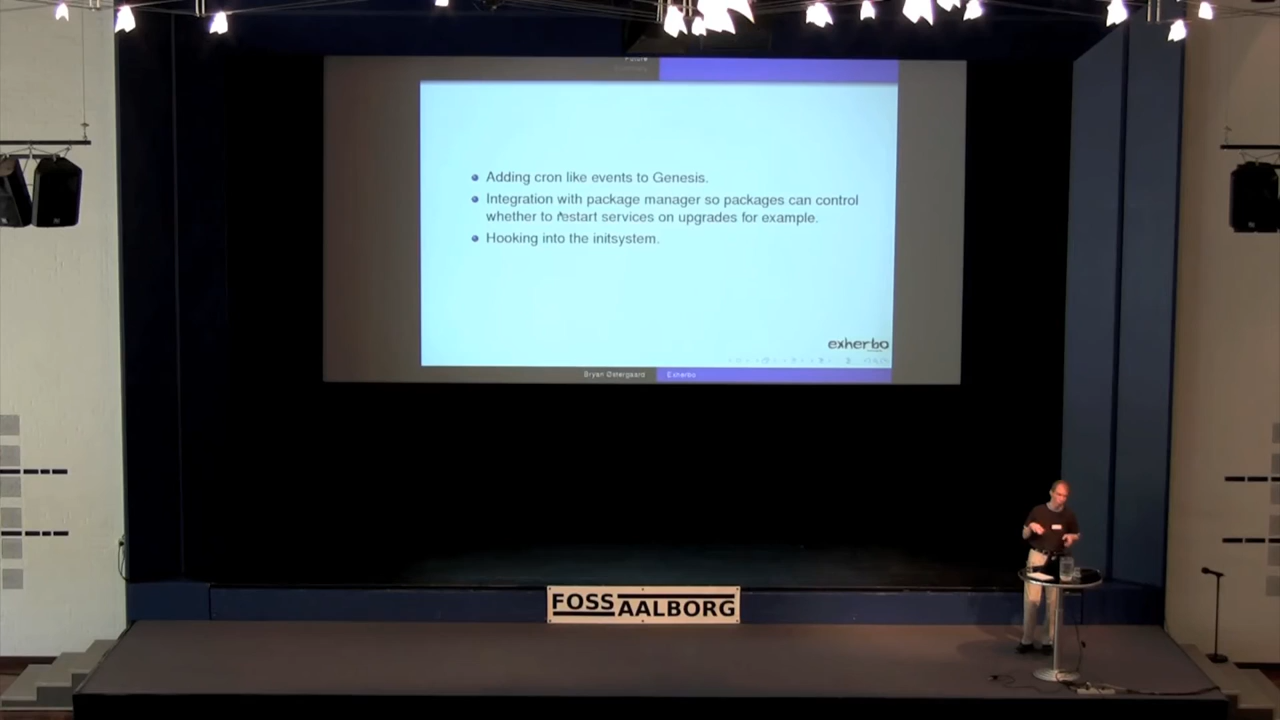 Future
Adding cron like events to Genesis.
Integration with package manager so packages can control
whether to restart services on upgrades for example.
Hooking into the initsystem.
exherbo
Bryan Østergaard
Exherbo
FOSS AALBORG